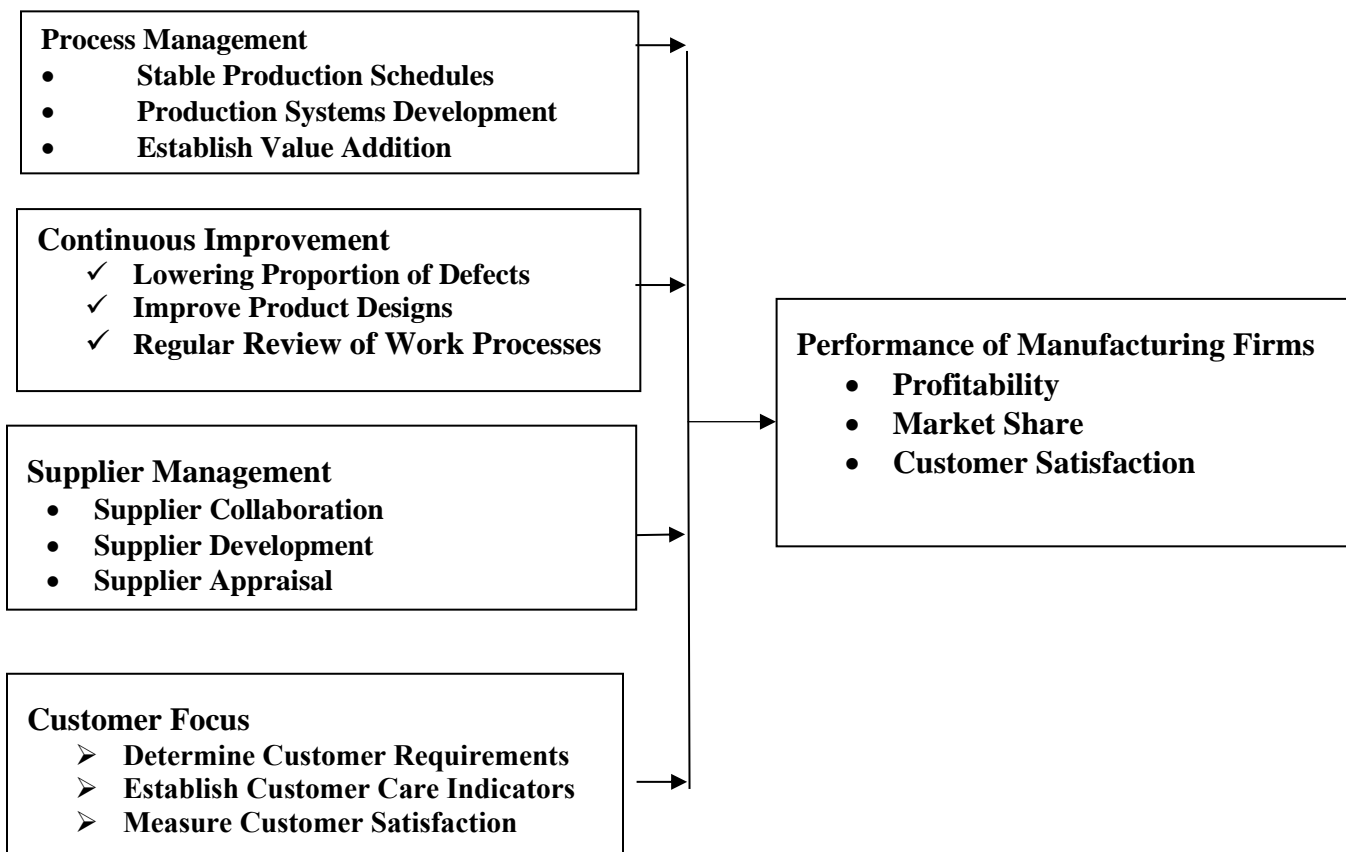 Process Management
• Stable Production Schedules
• Production Systems Development
• Establish Value Addition
Continuous Improvement
✓ Lowering Proportion of Defects
✓ Improve Product Designs
✓ Regular Review of Work Processes
Supplier Management
• Supplier Collaboration
• Supplier Development
• Supplier Appraisal
Customer Focus
➢ Determine Customer Requirements
➢ Establish Customer Care Indicators
➢ Measure Customer Satisfaction
Performance of Manufacturing Firms
• Profitability
• Market Share
• Customer Satisfaction